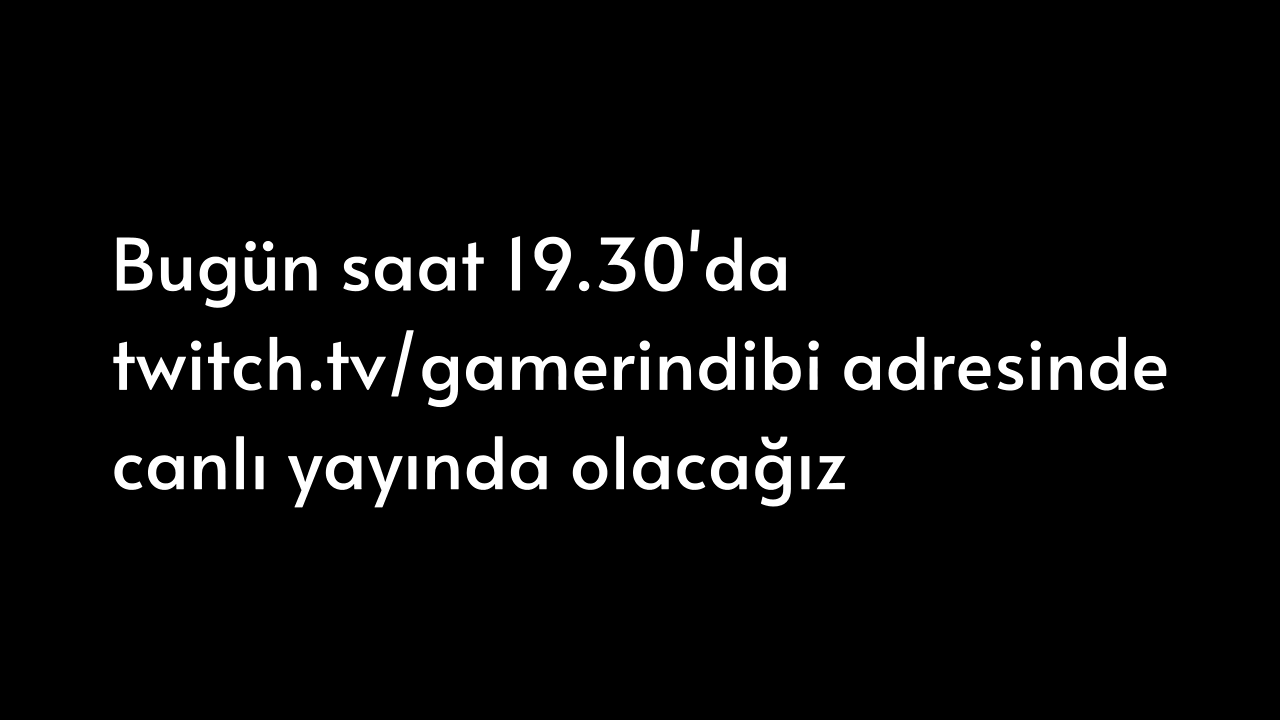 Bugün saat 19.30'da
twitch.tv/gamerindibi adresinde
canlı yayında olacağız